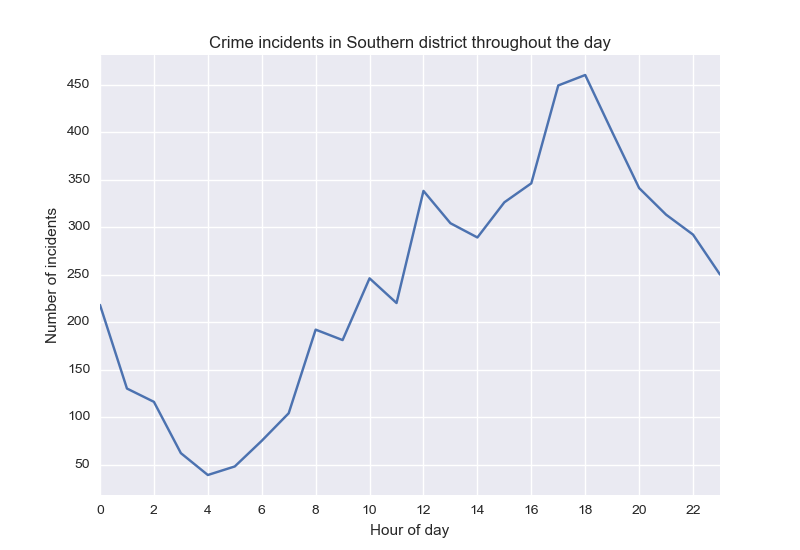 Crime incidents in Southern district throughout the day
450
400
350
300
250
200
150
100
50
Number of incidents
0 2 4 6 8 10 12 14 16 18 20 22
Hour of day